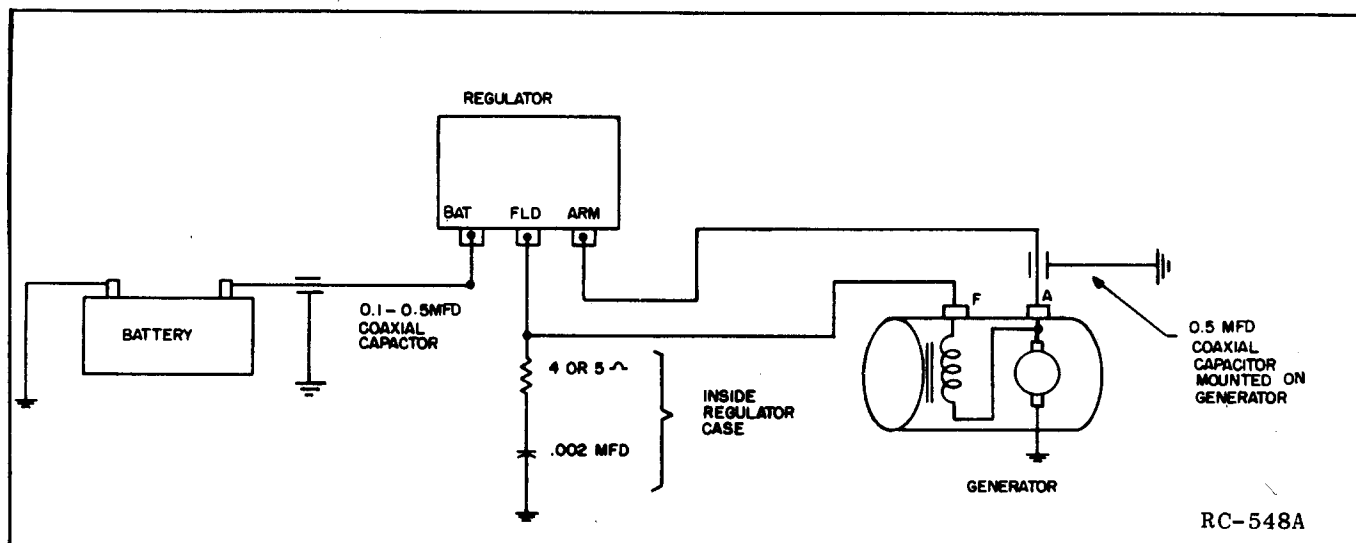 REGULATOR
BAT FLD ARM
BATTERY
0.1-0.5MFD
COAXIAL
CAPACTOR
4 OR 5
.002 MFD
INSIDE
REGULATOR
CASE
F A
0.5 MFD
COAXIAL
CAPACITOR
MOUNTED ON
GENERATOR
GENERATOR
RC-548A